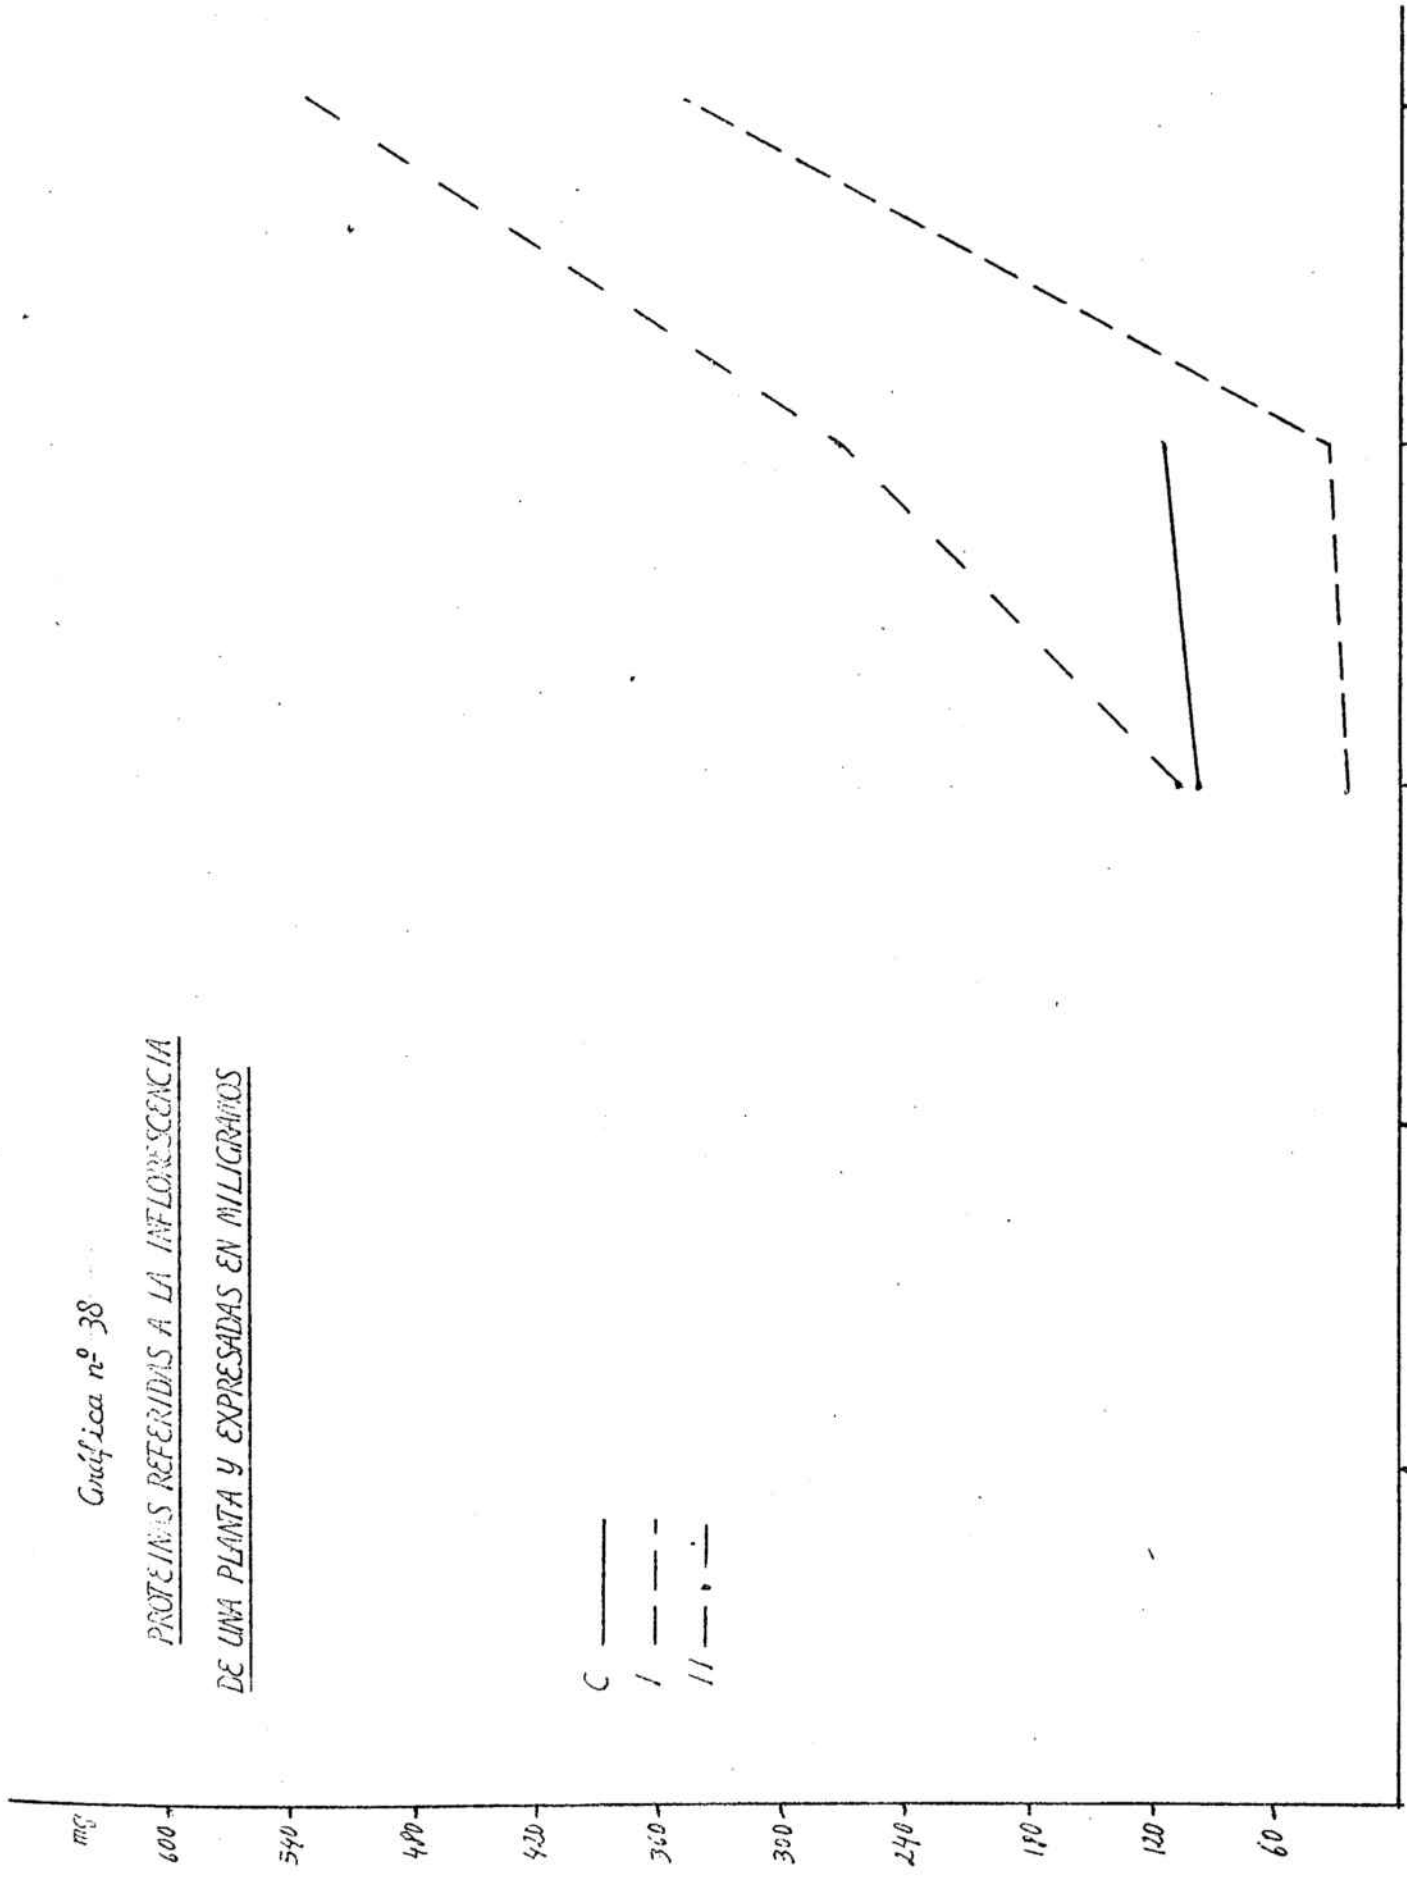 Gráfica nº 38
PROTEINAS REFERIDAS A LA INFLORESCENCIA
DE UNA PLANTA Y EXPRESADAS EN MILIGRAMOS
C
I
II
mg
600
540
480
420
360
300
240
180
120
60